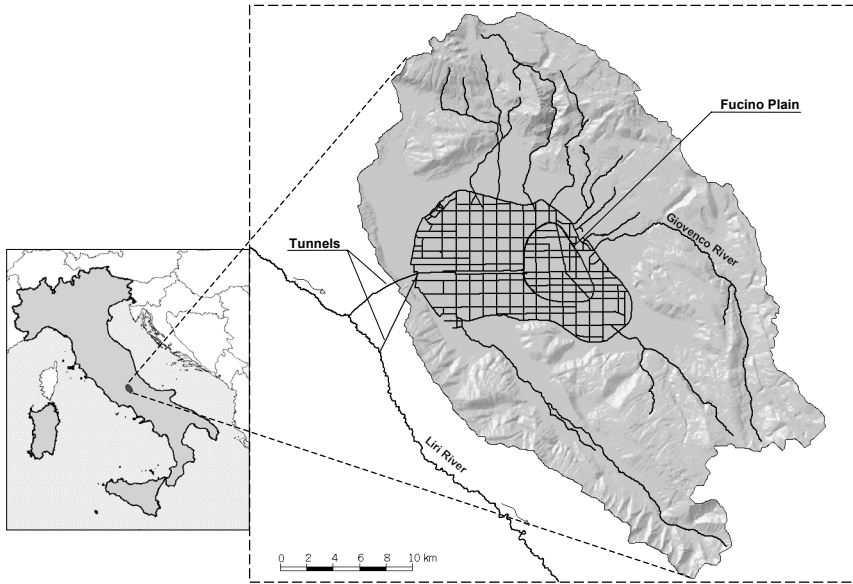 Fucino Plain
Giovenco River
Tunnels
Liri River
0 2 4 6 8 10 km